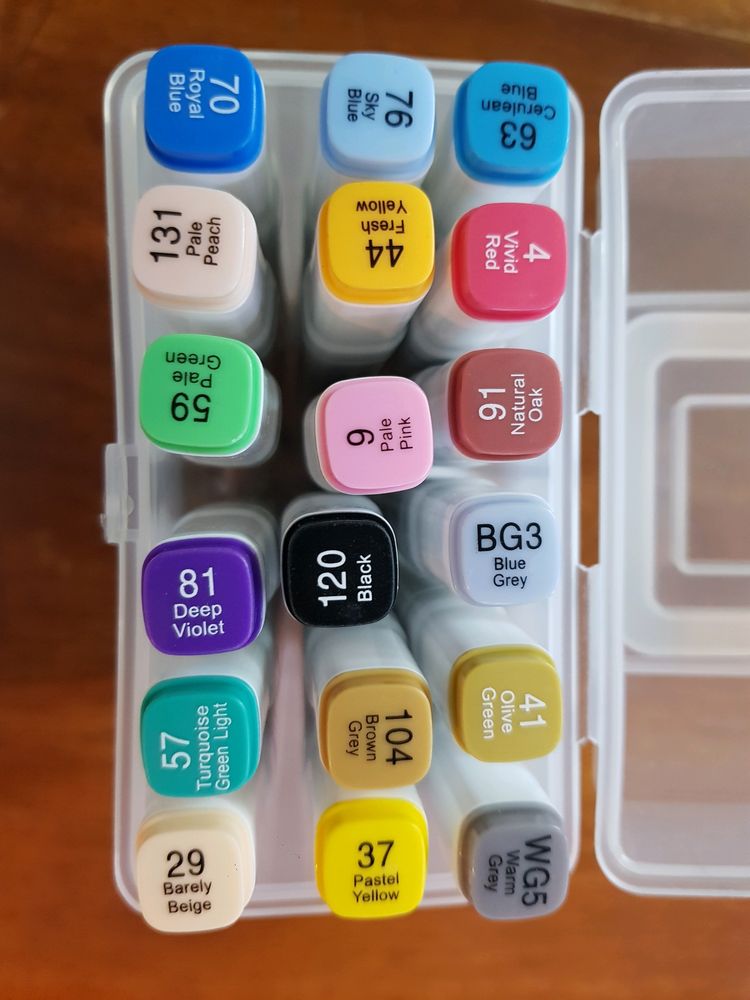 70
Royal
Blue
76
Sky
Blue
63
Cerulean
Blue
131
Pale
Peach
44
Fresh
Yellow
4
Vivid
Red
59
Pale
Green
9
Pale
Pink
91
Natural
Oak
81
Deep
Violet
120
Black
BG3
Blue
Grey
57
Turquoise
Green Light
104
Brown
Grey
41
Olive
Green
29
Barely
Beige
37
Pastel
Yellow
WG5
Warm
Grey